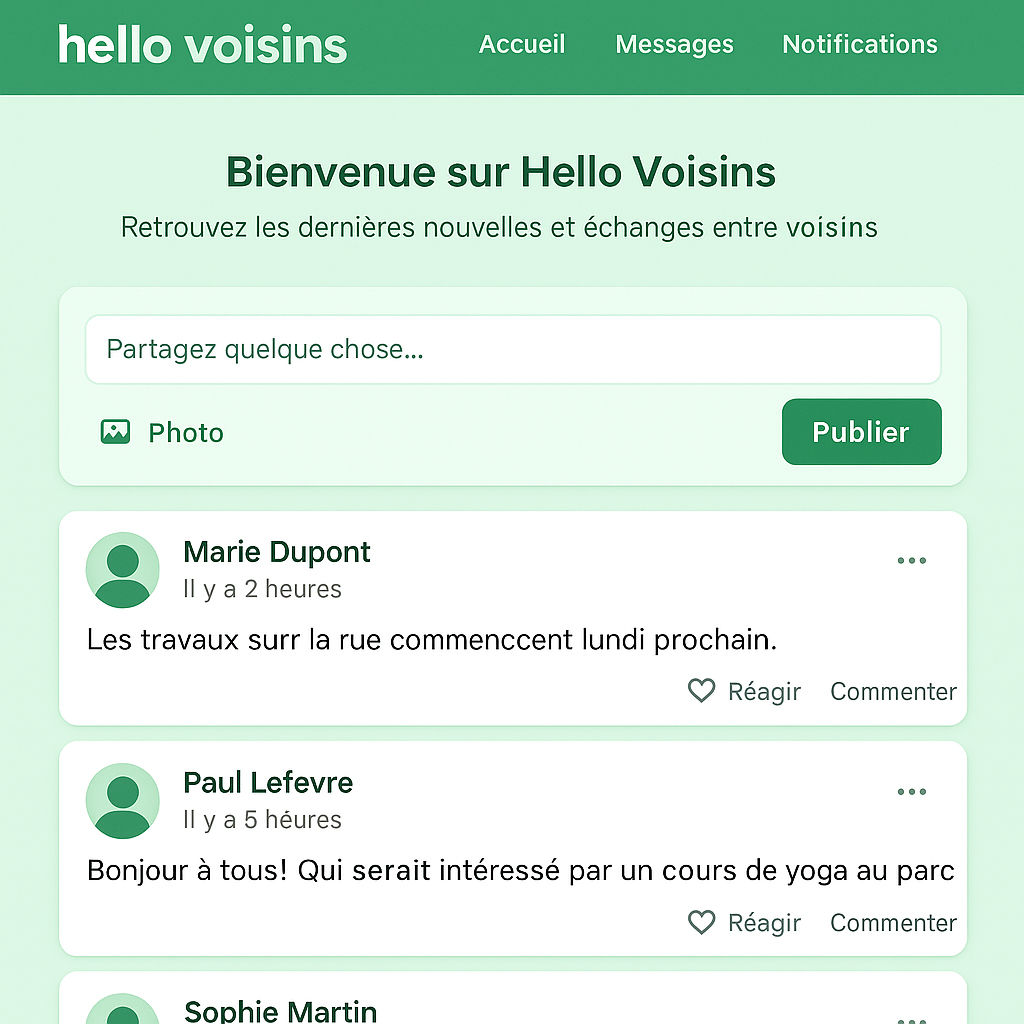 hello voisins
Accueil Messages Notifications
Bienvenue sur Hello Voisins
Retrouvez les dernières nouvelles et échanges entre voisins
Partagez quelque chose...
Photo
Publier
Marie Dupont
Il y a 2 heures
Les travaux surr la rue commenccent lundi prochain.
Réagir Commenter
Paul Lefevre
Il y a 5 héures
Bonjour à tous! Qui serait intéressé par un cours de yoga au parc
Réagir Commenter
Sophie Martin